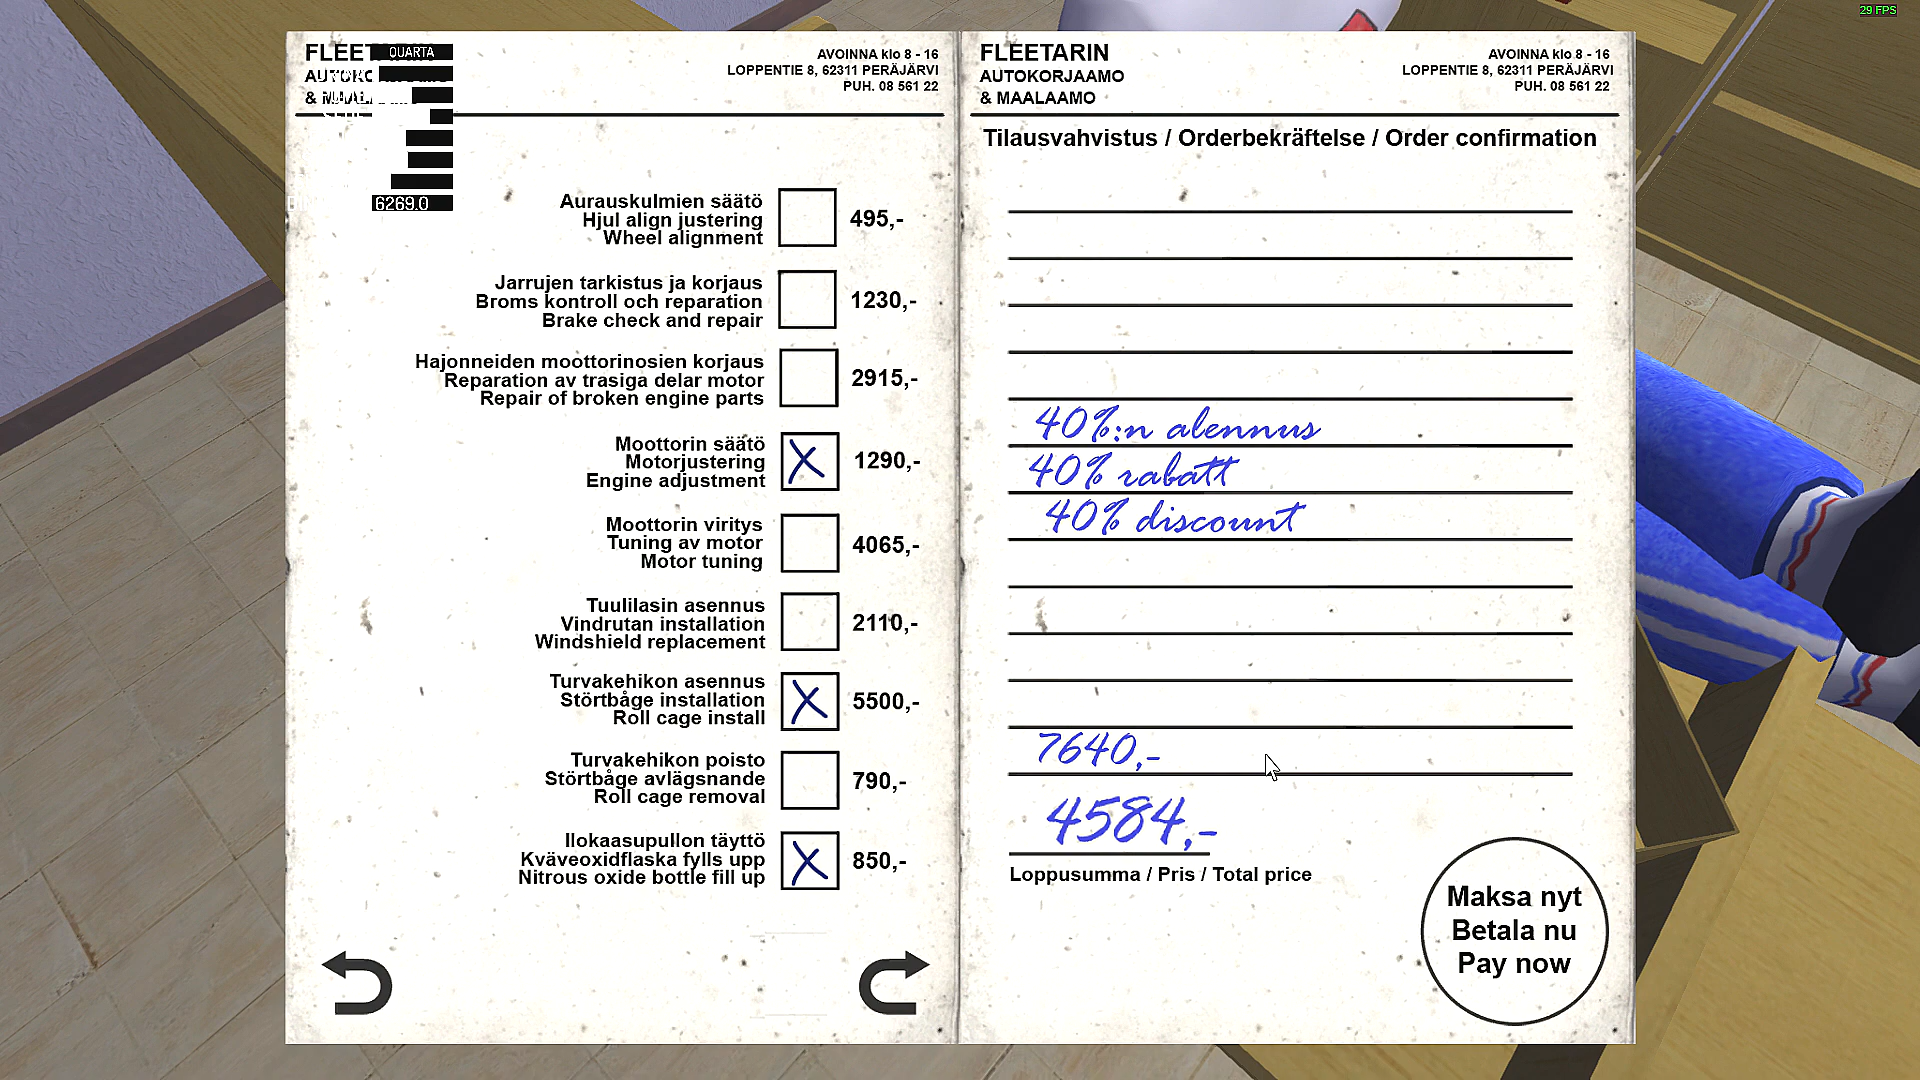 29 FPS
QUARTA
6269.0
FLEET
AUTOKO
AVOINNA klo 8 - 16
LOPPENTIE 8, 62311 PERÄJÄRVI
PUH. 08 561 22
Aurauskulmien säätö
Hjul align justering
Wheel alignment
495,-
Jarrujen tarkistus ja korjaus
Broms kontroll och reparation
Brake check and repair
1230,-
Hajonneiden moottorinosien korjaus
Reparation av trasiga delar motor
Repair of broken engine parts
2915,-
Moottorin säätö
Motorjustering
Engine adjustment
X
1290,-
Moottorin viritys
Tuning av motor
Motor tuning
4065,-
Tuulilasin asennus
Vindrutan installation
Windshield replacement
2110,-
Turvakehikon asennus
Störtbåge installation
Roll cage install
X
5500,-
Turvakehikon poisto
Störtbåge avlägsnande
Roll cage removal
790,-
Ilokaasupullon täyttö
Kväveoxidflaska fylls upp
Nitrous oxide bottle fill up
X
850,-
FLEETARIN
AUTOKORJAAMO
& MAALAAMO
AVOINNA klo 8 - 16
LOPPENTIE 8, 62311 PERÄJÄRVI
PUH. 08 561 22
Tilausvahvistus / Orderbekräftelse / Order confirmation
40%:n alennus
40% rabatt
40% discount
7640,-
4584,-
Loppusumma / Pris / Total price
Maksa nyt
Betala nu
Pay now